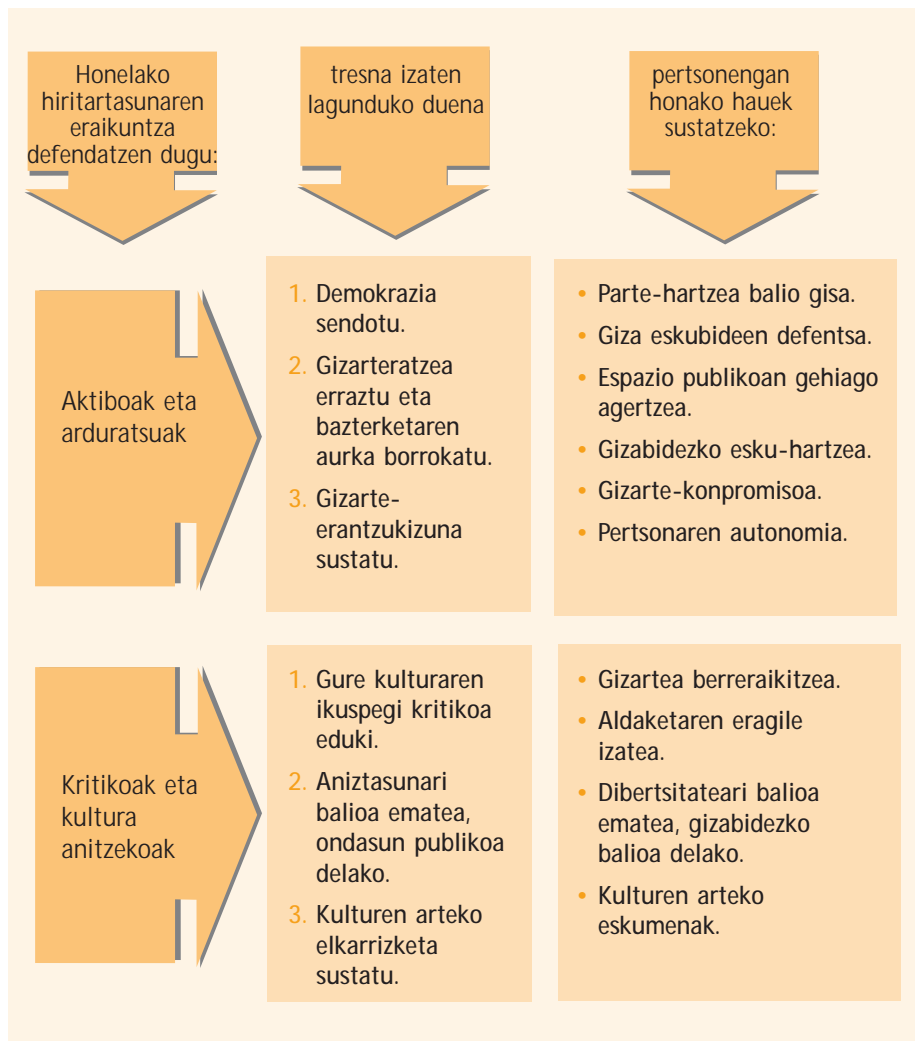 Honelako
hiritartasunaren
eraikuntza
defendatzen dugu:
tresna izaten
lagunduko duena
pertsonengan
honako hauek
sustatzeko:
Aktiboak eta
arduratsuak
1. Demokrazia
sendotu.
2. Gizarteratzea
erraztu eta
bazterketaren
aurka borrokatu.
3. Gizarte-
erantzukizuna
sustatu.
• Parte-hartzea balio gisa.
• Giza eskubideen defentsa.
• Espazio publikoan gehiago
agertzea.
• Gizabidezko esku-hartzea.
• Gizarte-konpromisoa.
• Pertsonaren autonomia.
Kritikoak eta
kultura
anitzekoak
1. Gure kulturaren
ikuspegi kritikoa
eduki.
2. Aniztasunari
balioa ematea,
ondasun publikoa
delako.
3. Kulturen arteko
elkarrizketa
sustatu.
• Gizartea berreraikitzea.
• Aldaketaren eragile
izatea.
• Dibertsitateari balioa
ematea, gizabidezko
balioa delako.
• Kulturen arteko
eskumenak.